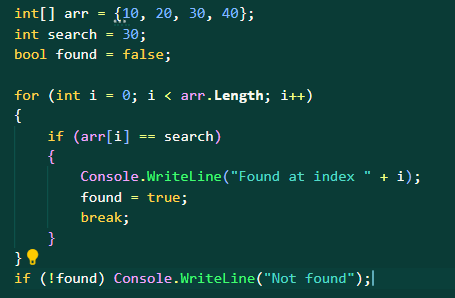 int[] arr = {10, 20, 30, 40};
int search = 30;
bool found = false;

for (int i = 0; i < arr.Length; i++)
{
    if (arr[i] == search)
    {
        Console.WriteLine("Found at index " + i);
        found = true;
        break;
    }
}
if (!found) Console.WriteLine("Not found");